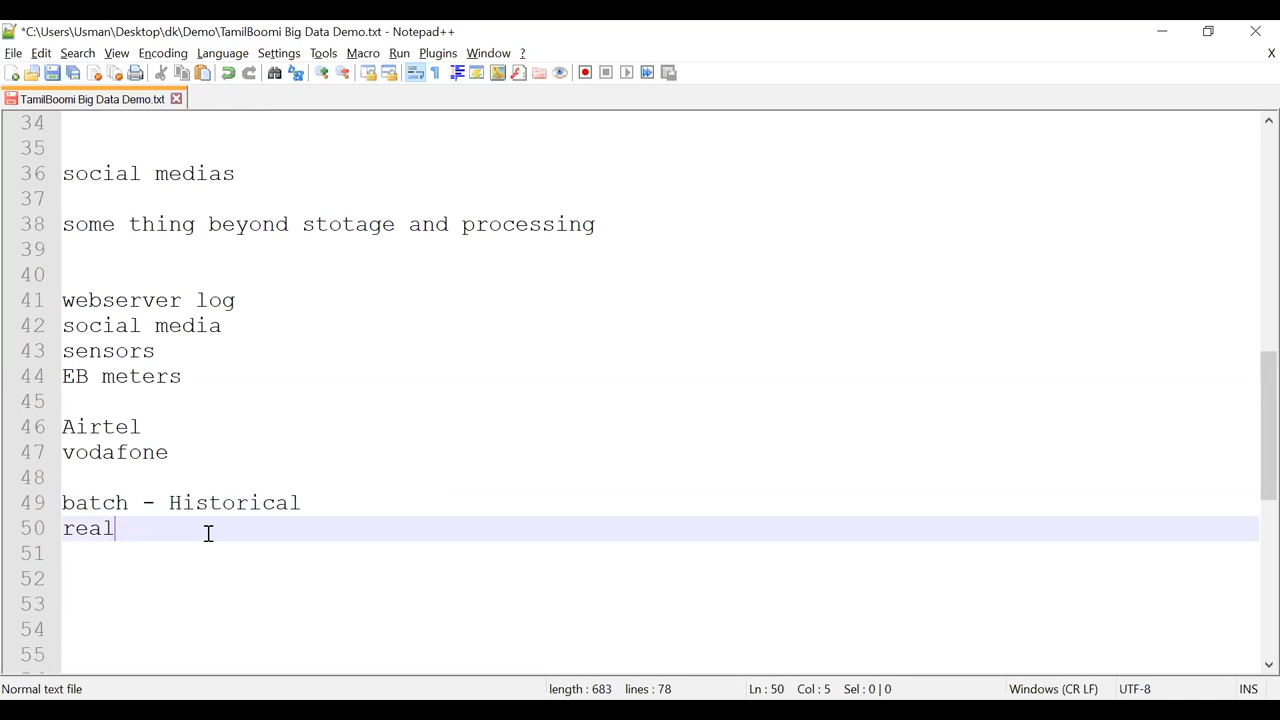 *C:\Users\Usman\Desktop\dk\Demo\TamilBoomi Big Data Demo.txt - Notepad++
File Edit Search View Encoding Language Settings Tools Macro Run Plugins Window ? X
TamilBoomi Big Data Demo.txt
34
35
36 social medias
37
38 some thing beyond stotage and processing
39
40
41 webserver log
42 social media
43 sensors
44 EB meters
45
46 Airtel
47 vodafone
48
49 batch - Historical
50 real
51
52
53
54
55
Normal text file length : 683 lines : 78 Ln : 50 Col : 5 Sel : 0 | 0 Windows (CR LF) UTF-8 INS